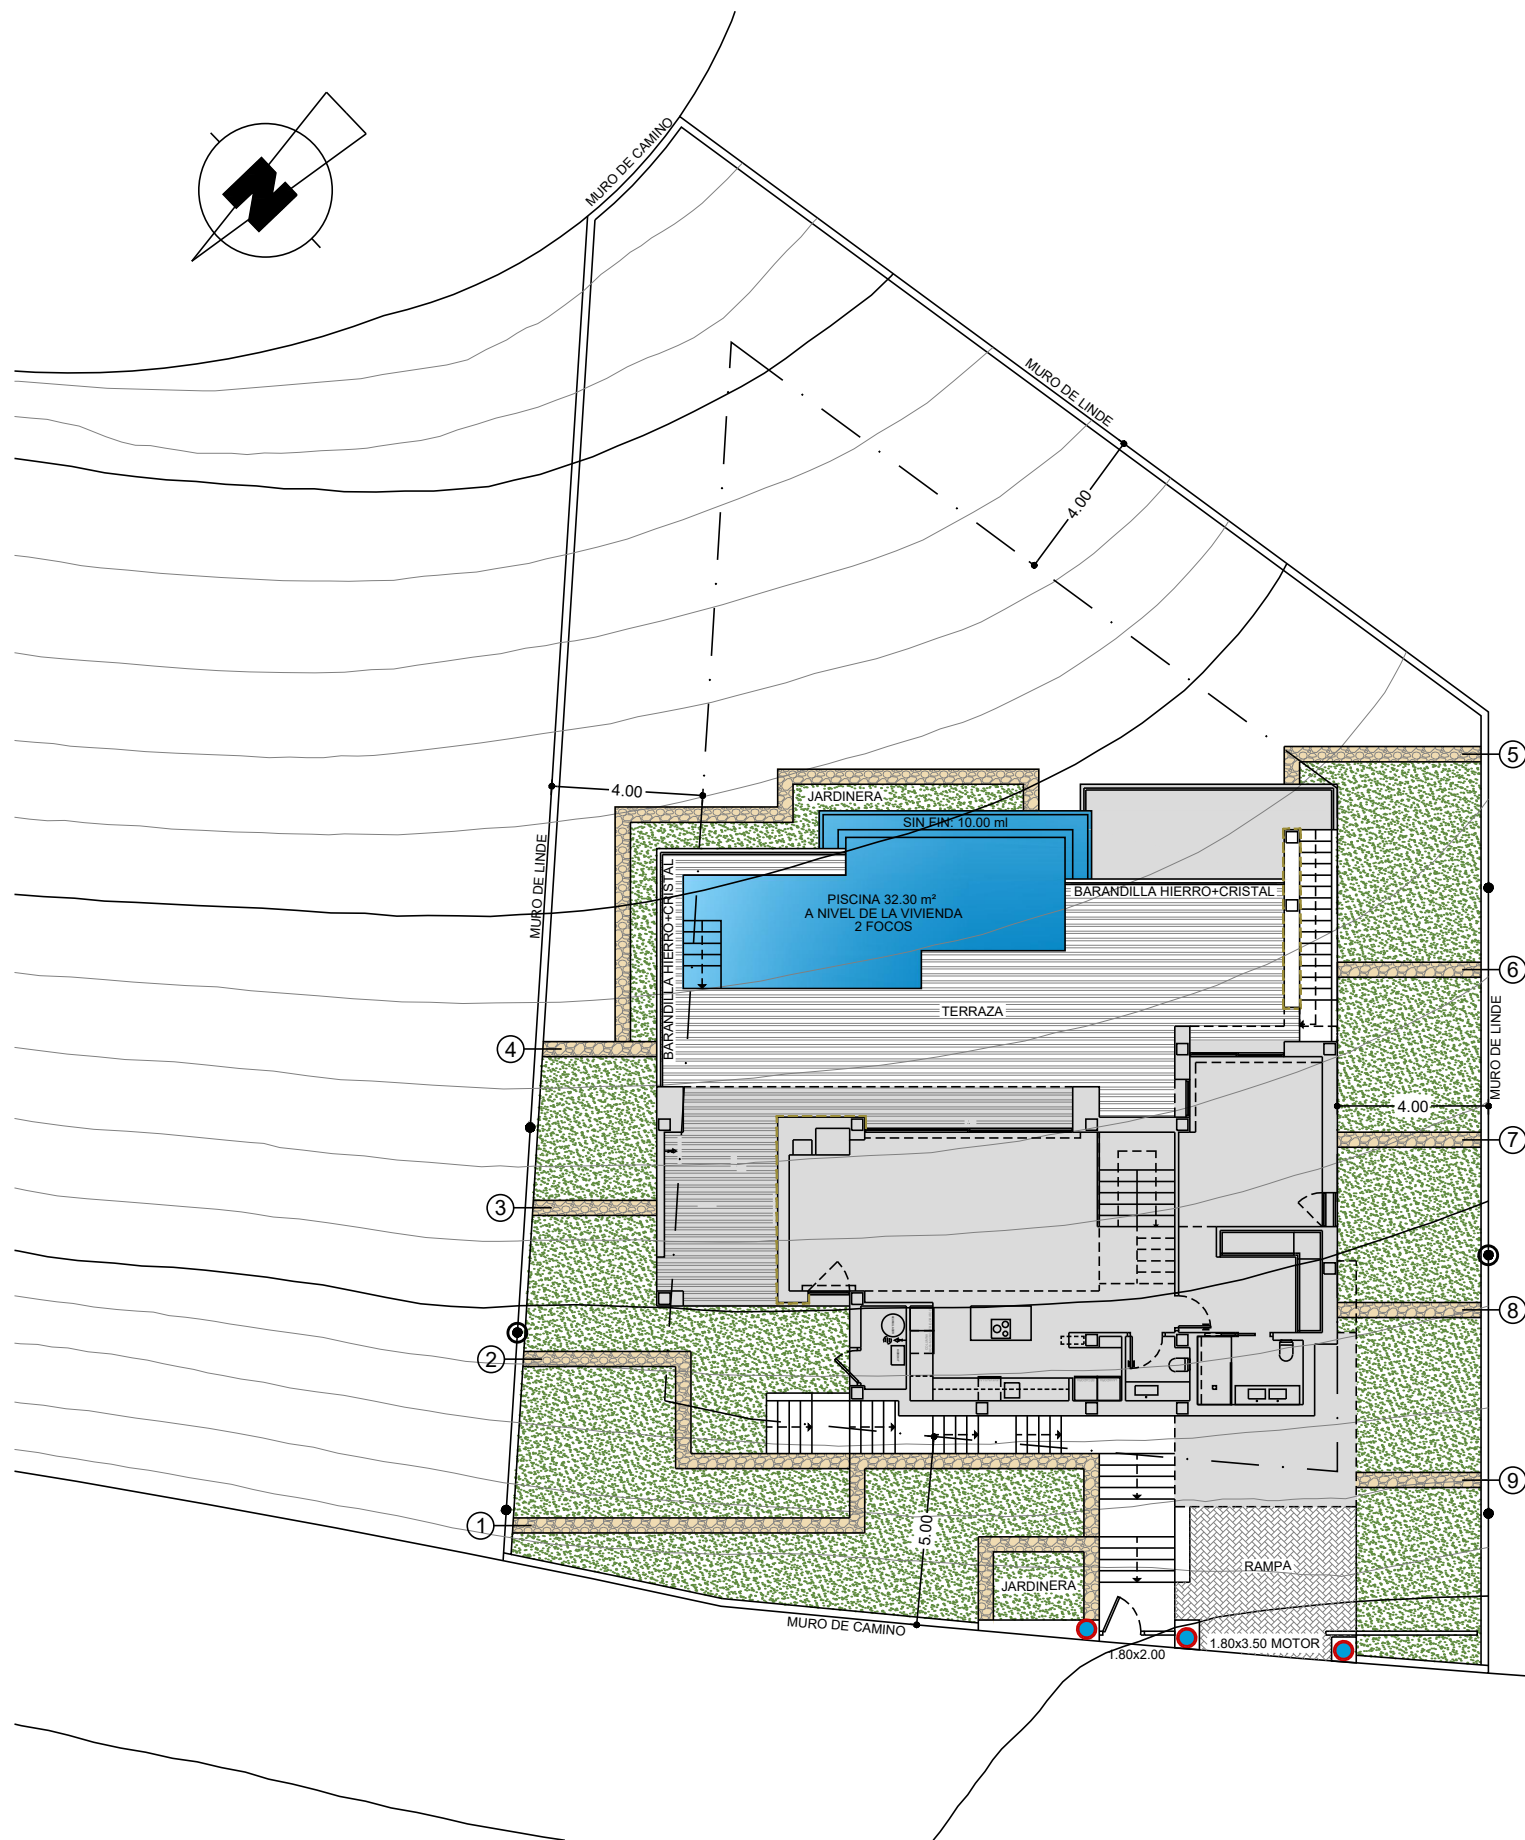 N
MURO DE CAMINO
MURO DE LINDE
4.00
4.00
5
JARDINERA
SIN FIN: 10.00 ml
BARANDILLA HIERRO+CRISTAL
BARANDILLA HIERRO+CRISTAL
PISCINA 32.30 m²
A NIVEL DE LA VIVIENDA
2 FOCOS
MURO DE LINDE
6
TERRAZA
MURO DE LINDE
4
4.00
7
3
8
2
9
1
5.00
RAMPA
JARDINERA
MURO DE CAMINO
1.80x2.00
1.80x3.50 MOTOR